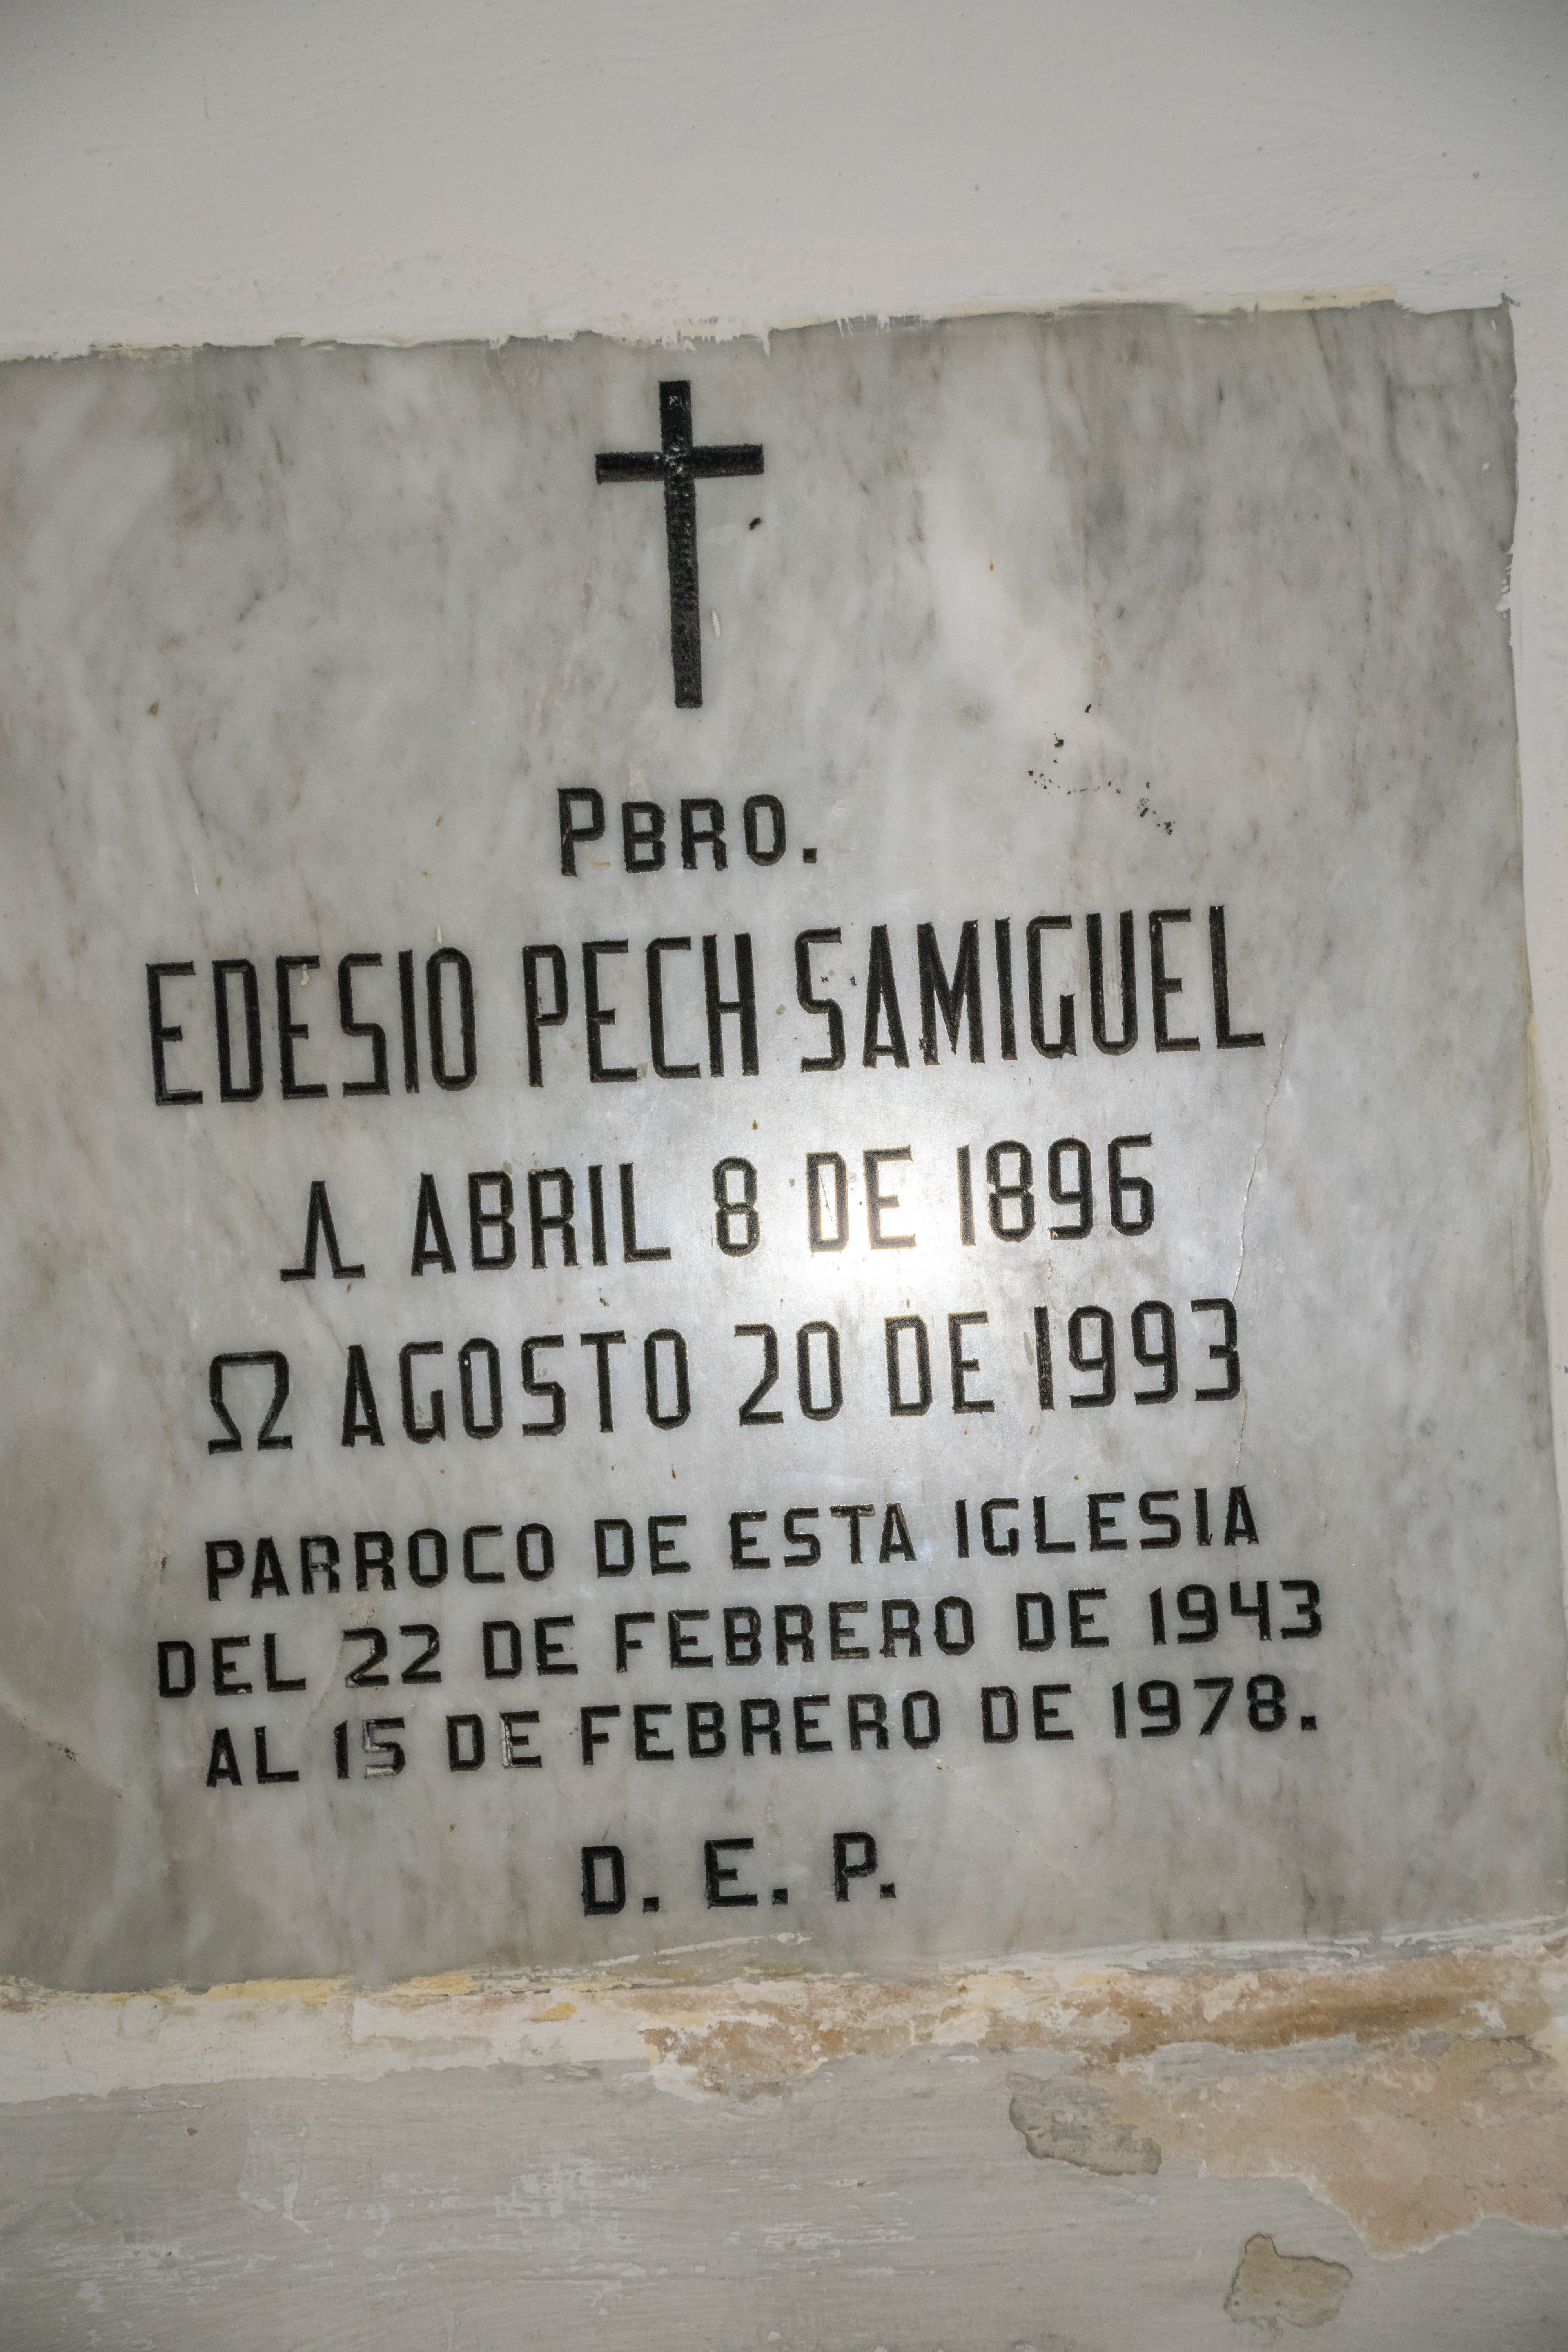 PBRO.
EDESIO PECH SAMIGUEL
Α ABRIL 8 DE 1896
Ω AGOSTO 20 DE 1993
PARROCO DE ESTA IGLESIA
DEL 22 DE FEBRERO DE 1943
AL 15 DE FEBRERO DE 1978.
D. E. P.